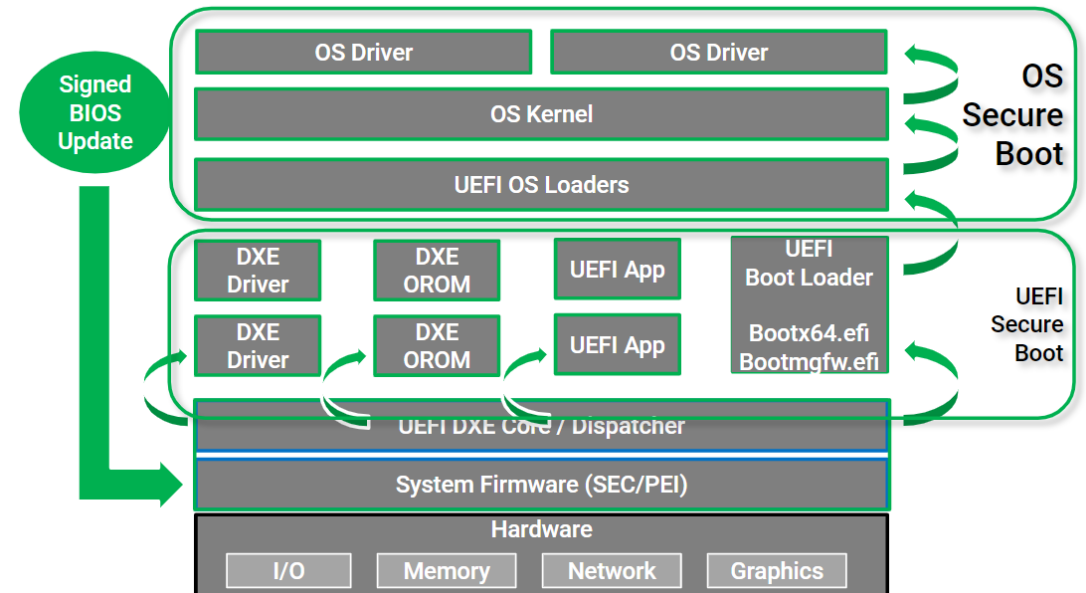 OS Driver
OS Driver
Signed
BIOS
Update
OS
Secure
Boot
OS Kernel
UEFI OS Loaders
DXE
Driver
DXE
OROM
UEFI App
UEFI
Boot Loader
Bootx64.efi
Bootmgfw.efi
DXE
Driver
DXE
OROM
UEFI App
UEFI
Secure
Boot
UEFI DXE Core / Dispatcher
System Firmware (SEC/PEI)
Hardware
I/O
Memory
Network
Graphics